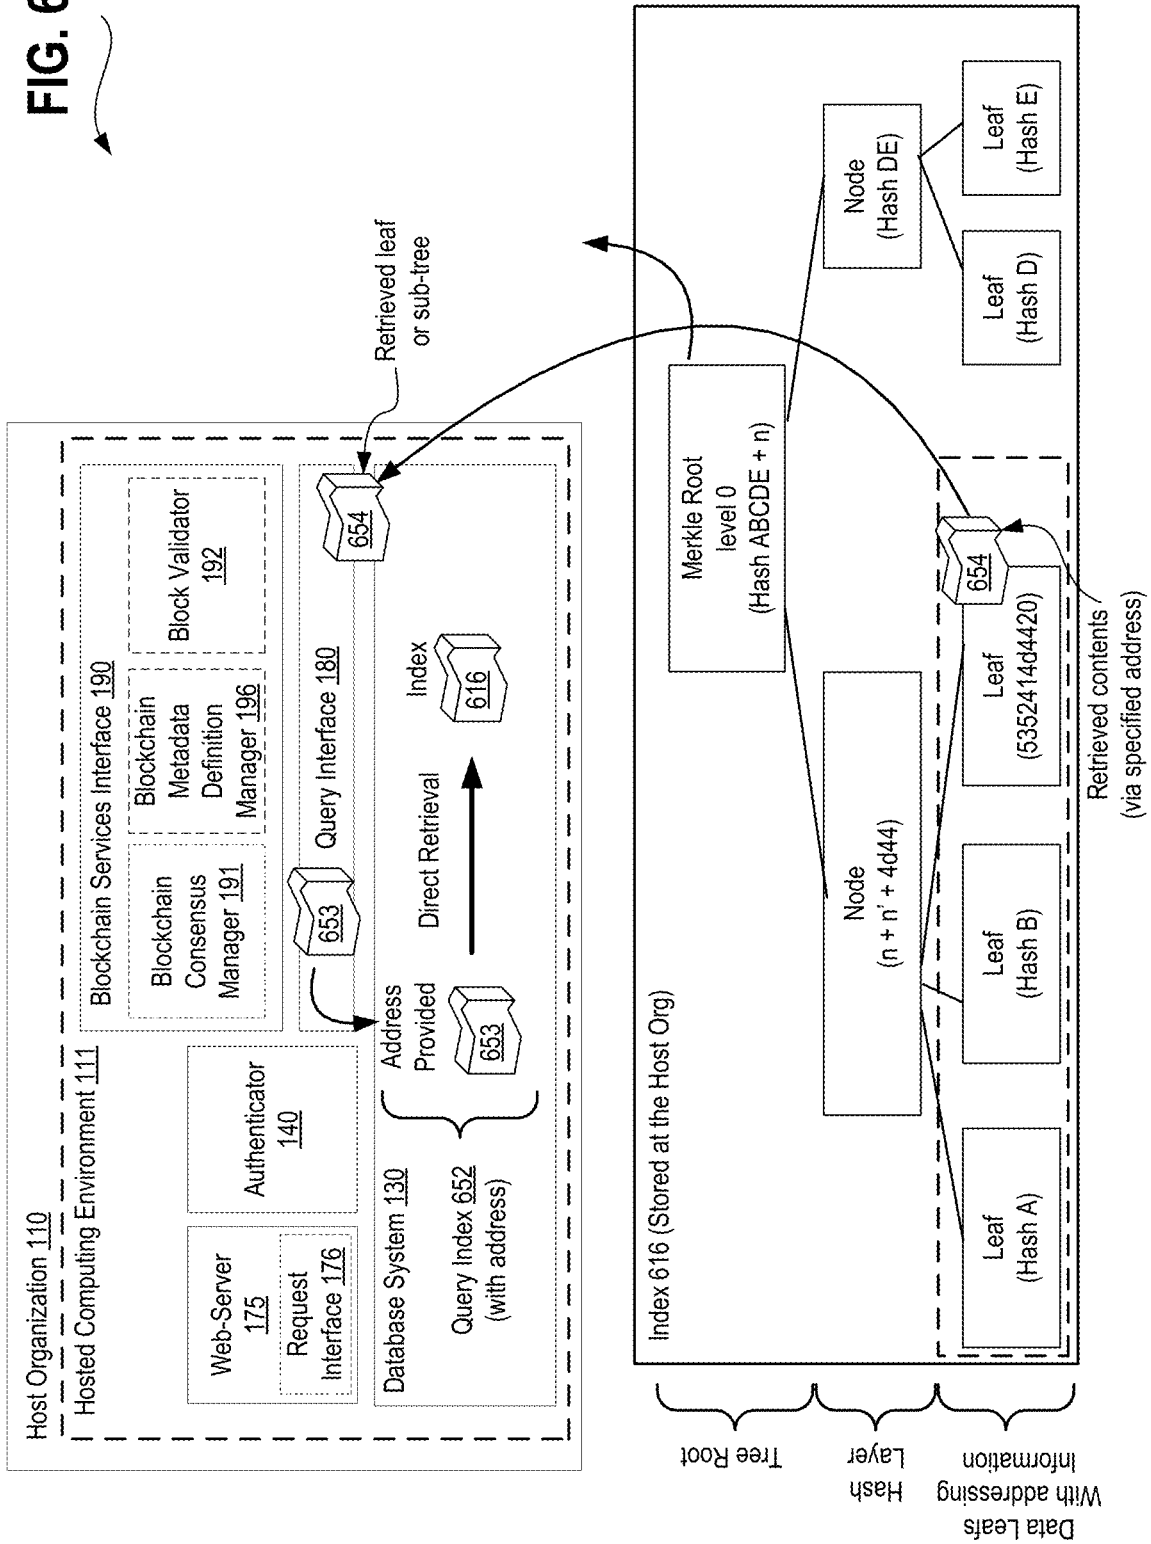 FIG. 6
Host Organization 110
Hosted Computing Environment 111
Blockchain Services Interface 190
Blockchain
Consensus
Manager 191
Blockchain
Metadata
Definition
Manager 196
Block Validator
192
Web-Server
175
Request
Interface 176
Authenticator
140
Query Interface 180
653
654
Retrieved leaf
or sub-tree
Database System 130
Query Index 652
(with address)
Address
Provided
653
Direct Retrieval
Index
616
Index 616 (Stored at the Host Org)
Tree Root
Merkle Root
level 0
(Hash ABCDE + n)
Hash
Layer
Node
(n + n' + 4d44)
Node
(Hash DE)
Data Leafs
With addressing
Information
Leaf
(Hash A)
Leaf
(Hash B)
Leaf
(5352414d4420)
654
Leaf
(Hash D)
Leaf
(Hash E)
Retrieved contents
(via specified address)